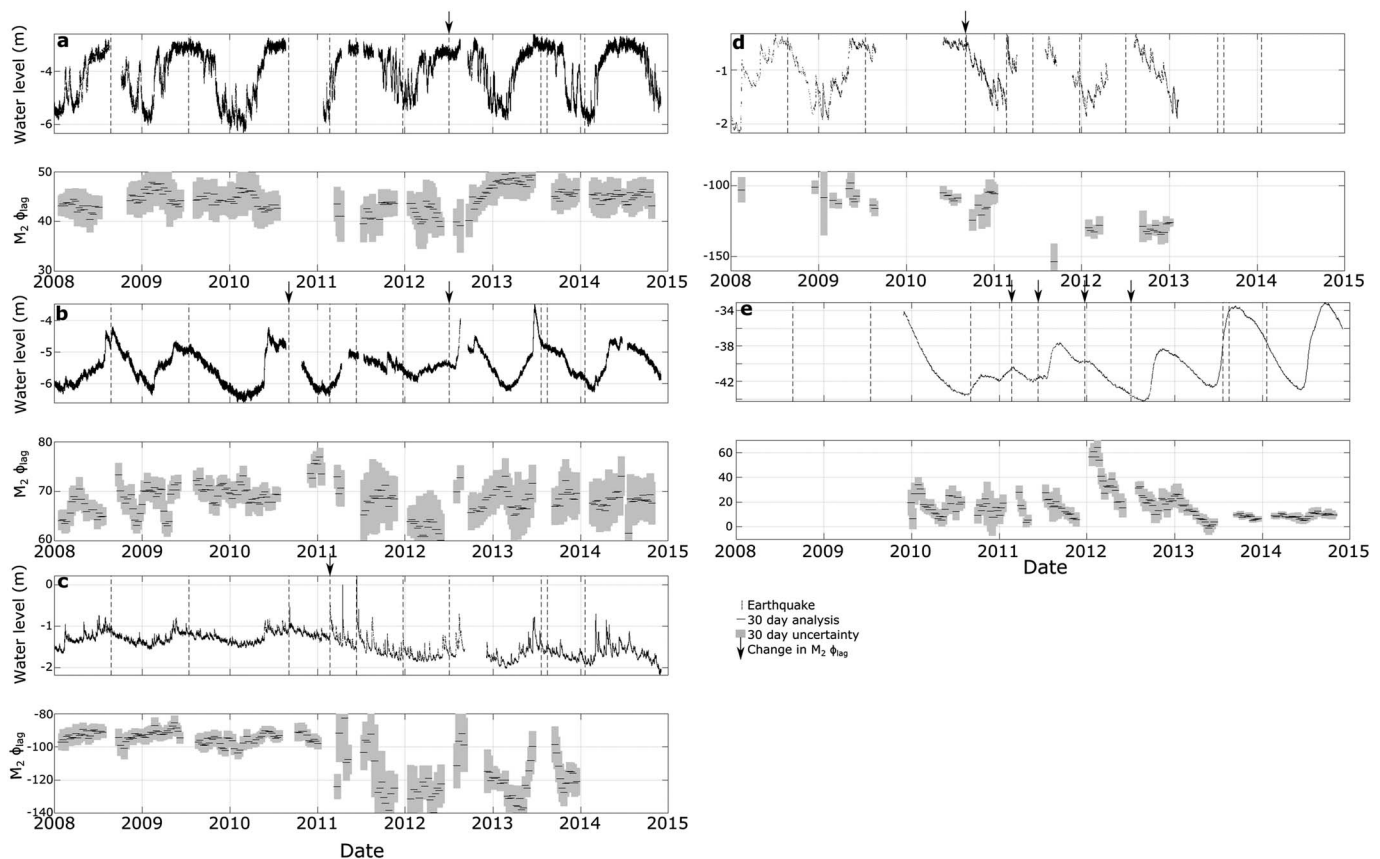 a
Water level (m)
-4
-6
M₂ ϕlag
50
40
30
2008 2009 2010 2011 2012 2013 2014 2015
b
Water level (m)
-4
-5
-6
M₂ ϕlag
80
70
60
2008 2009 2010 2011 2012 2013 2014 2015
c
Water level (m)
0
-1
-2
M₂ ϕlag
-80
-100
-120
-140
2008 2009 2010 2011 2012 2013 2014 2015
Date
d
-1
-2
-100
-150
2008 2009 2010 2011 2012 2013 2014 2015
e
-34
-38
-42
60
40
20
0
2008 2009 2010 2011 2012 2013 2014 2015
Date
Earthquake
30 day analysis
30 day uncertainty
Change in M₂ ϕlag